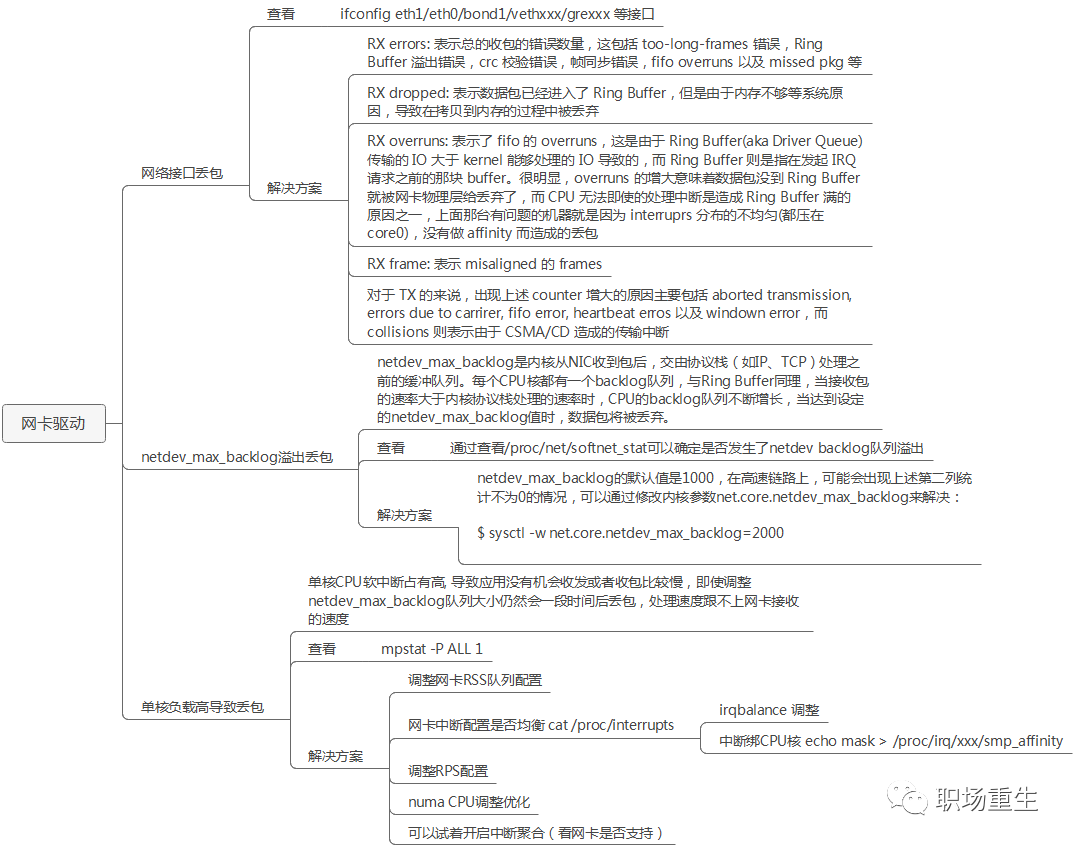 网卡驱动
网络接口丢包
查看
ifconfig eth1/eth0/bond1/vethxxx/grexxx 等接口
解决方案
RX errors: 表示总的收包的错误数量，这包括 too-long-frames 错误，Ring
Buffer 溢出错误，crc 校验错误，帧同步错误，fifo overruns 以及 missed pkg 等
RX dropped: 表示数据包已经进入了 Ring Buffer，但是由于内存不够等系统原
因，导致在拷贝到内存的过程中被丢弃
RX overruns: 表示了 fifo 的 overruns，这是由于 Ring Buffer(aka Driver Queue)
传输的 IO 大于 kernel 能够处理的 IO 导致的，而 Ring Buffer 则是指在发起 IRQ
请求之前的那块 buffer。很明显，overruns 的增大意味着数据包没到 Ring Buffer
就被网卡物理层给丢弃了，而 CPU 无法即使的处理中断是造成 Ring Buffer 满的
原因之一，上面那台有问题的机器就是因为 interruprs 分布的不均匀(都压在
core0)，没有做 affinity 而造成的丢包
RX frame: 表示 misaligned 的 frames
对于 TX 的来说，出现上述 counter 增大的原因主要包括 aborted transmission,
errors due to carrirer, fifo error, heartbeat erros 以及 windown error，而
collisions 则表示由于 CSMA/CD 造成的传输中断
netdev_max_backlog溢出丢包
netdev_max_backlog是内核从NIC收到包后，交由协议栈（如IP、TCP）处理之
前的缓冲队列。每个CPU核都有一个backlog队列，与Ring Buffer同理，当接收包
的速率大于内核协议栈处理的速率时，CPU的backlog队列不断增长，当达到设定
的netdev_max_backlog值时，数据包将被丢弃。
查看
通过查看/proc/net/softnet_stat可以确定是否发生了netdev backlog队列溢出
解决方案
netdev_max_backlog的默认值是1000，在高速链路上，可能会出现上述第二列统
计不为0的情况，可以通过修改内核参数net.core.netdev_max_backlog来解决：
$ sysctl -w net.core.netdev_max_backlog=2000
单核负载高导致丢包
单核CPU软中断占有高, 导致应用没有机会收发或者收包比较慢，即使调整
netdev_max_backlog队列大小仍然会一段时间后丢包，处理速度跟不上网卡接收
的速度
查看
mpstat -P ALL 1
解决方案
调整网卡RSS队列配置
网卡中断配置是否均衡 cat /proc/interrupts
irqbalance 调整
中断绑CPU核 echo mask > /proc/irq/xxx/smp_affinity
调整RPS配置
numa CPU调整优化
可以试着开启中断聚合（看网卡是否支持）
职场重生